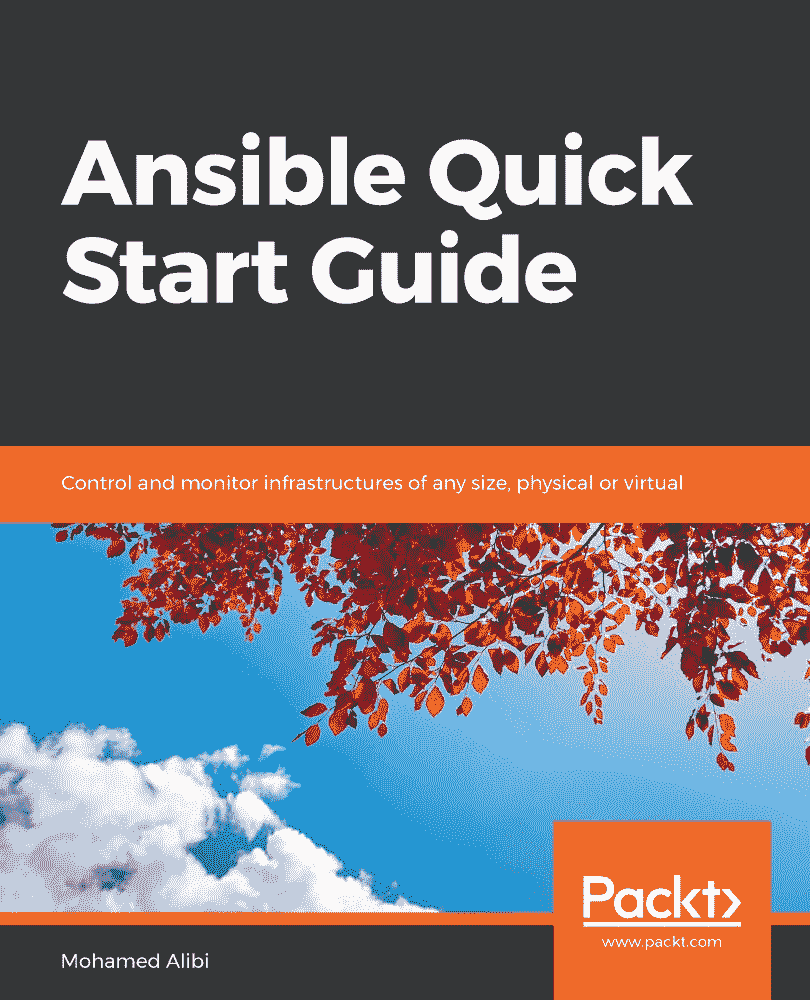 Ansible Quick
Start Guide
Control and monitor infrastructures of any size, physical or virtual
Packt>
www.packt.com
Mohamed Alibi